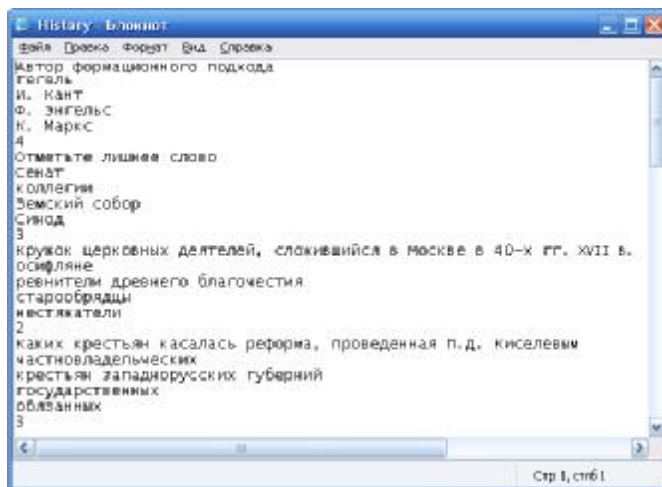 History - Блокнот
Файл Правка Формат Вид Справка
Автор формационного подхода
Гегель
И. Кант
Ф. Энгельс
К. Маркс
4
Отметьте лишнее слово
Сенат
коллегии
Земский собор
Синод
3
кружок церковных деятелей, сложившийся в Москве в 40-х гг. XVII в.
осифляне
ревнители древнего благочестия
старообрядцы
нестяжатели
2
каких крестьян касалась реформа, проведенная п.д. киселевым
частновладельческих
крестьян западнорусских губерний
государственных
обязанных
3
Стр 1, стлб 1